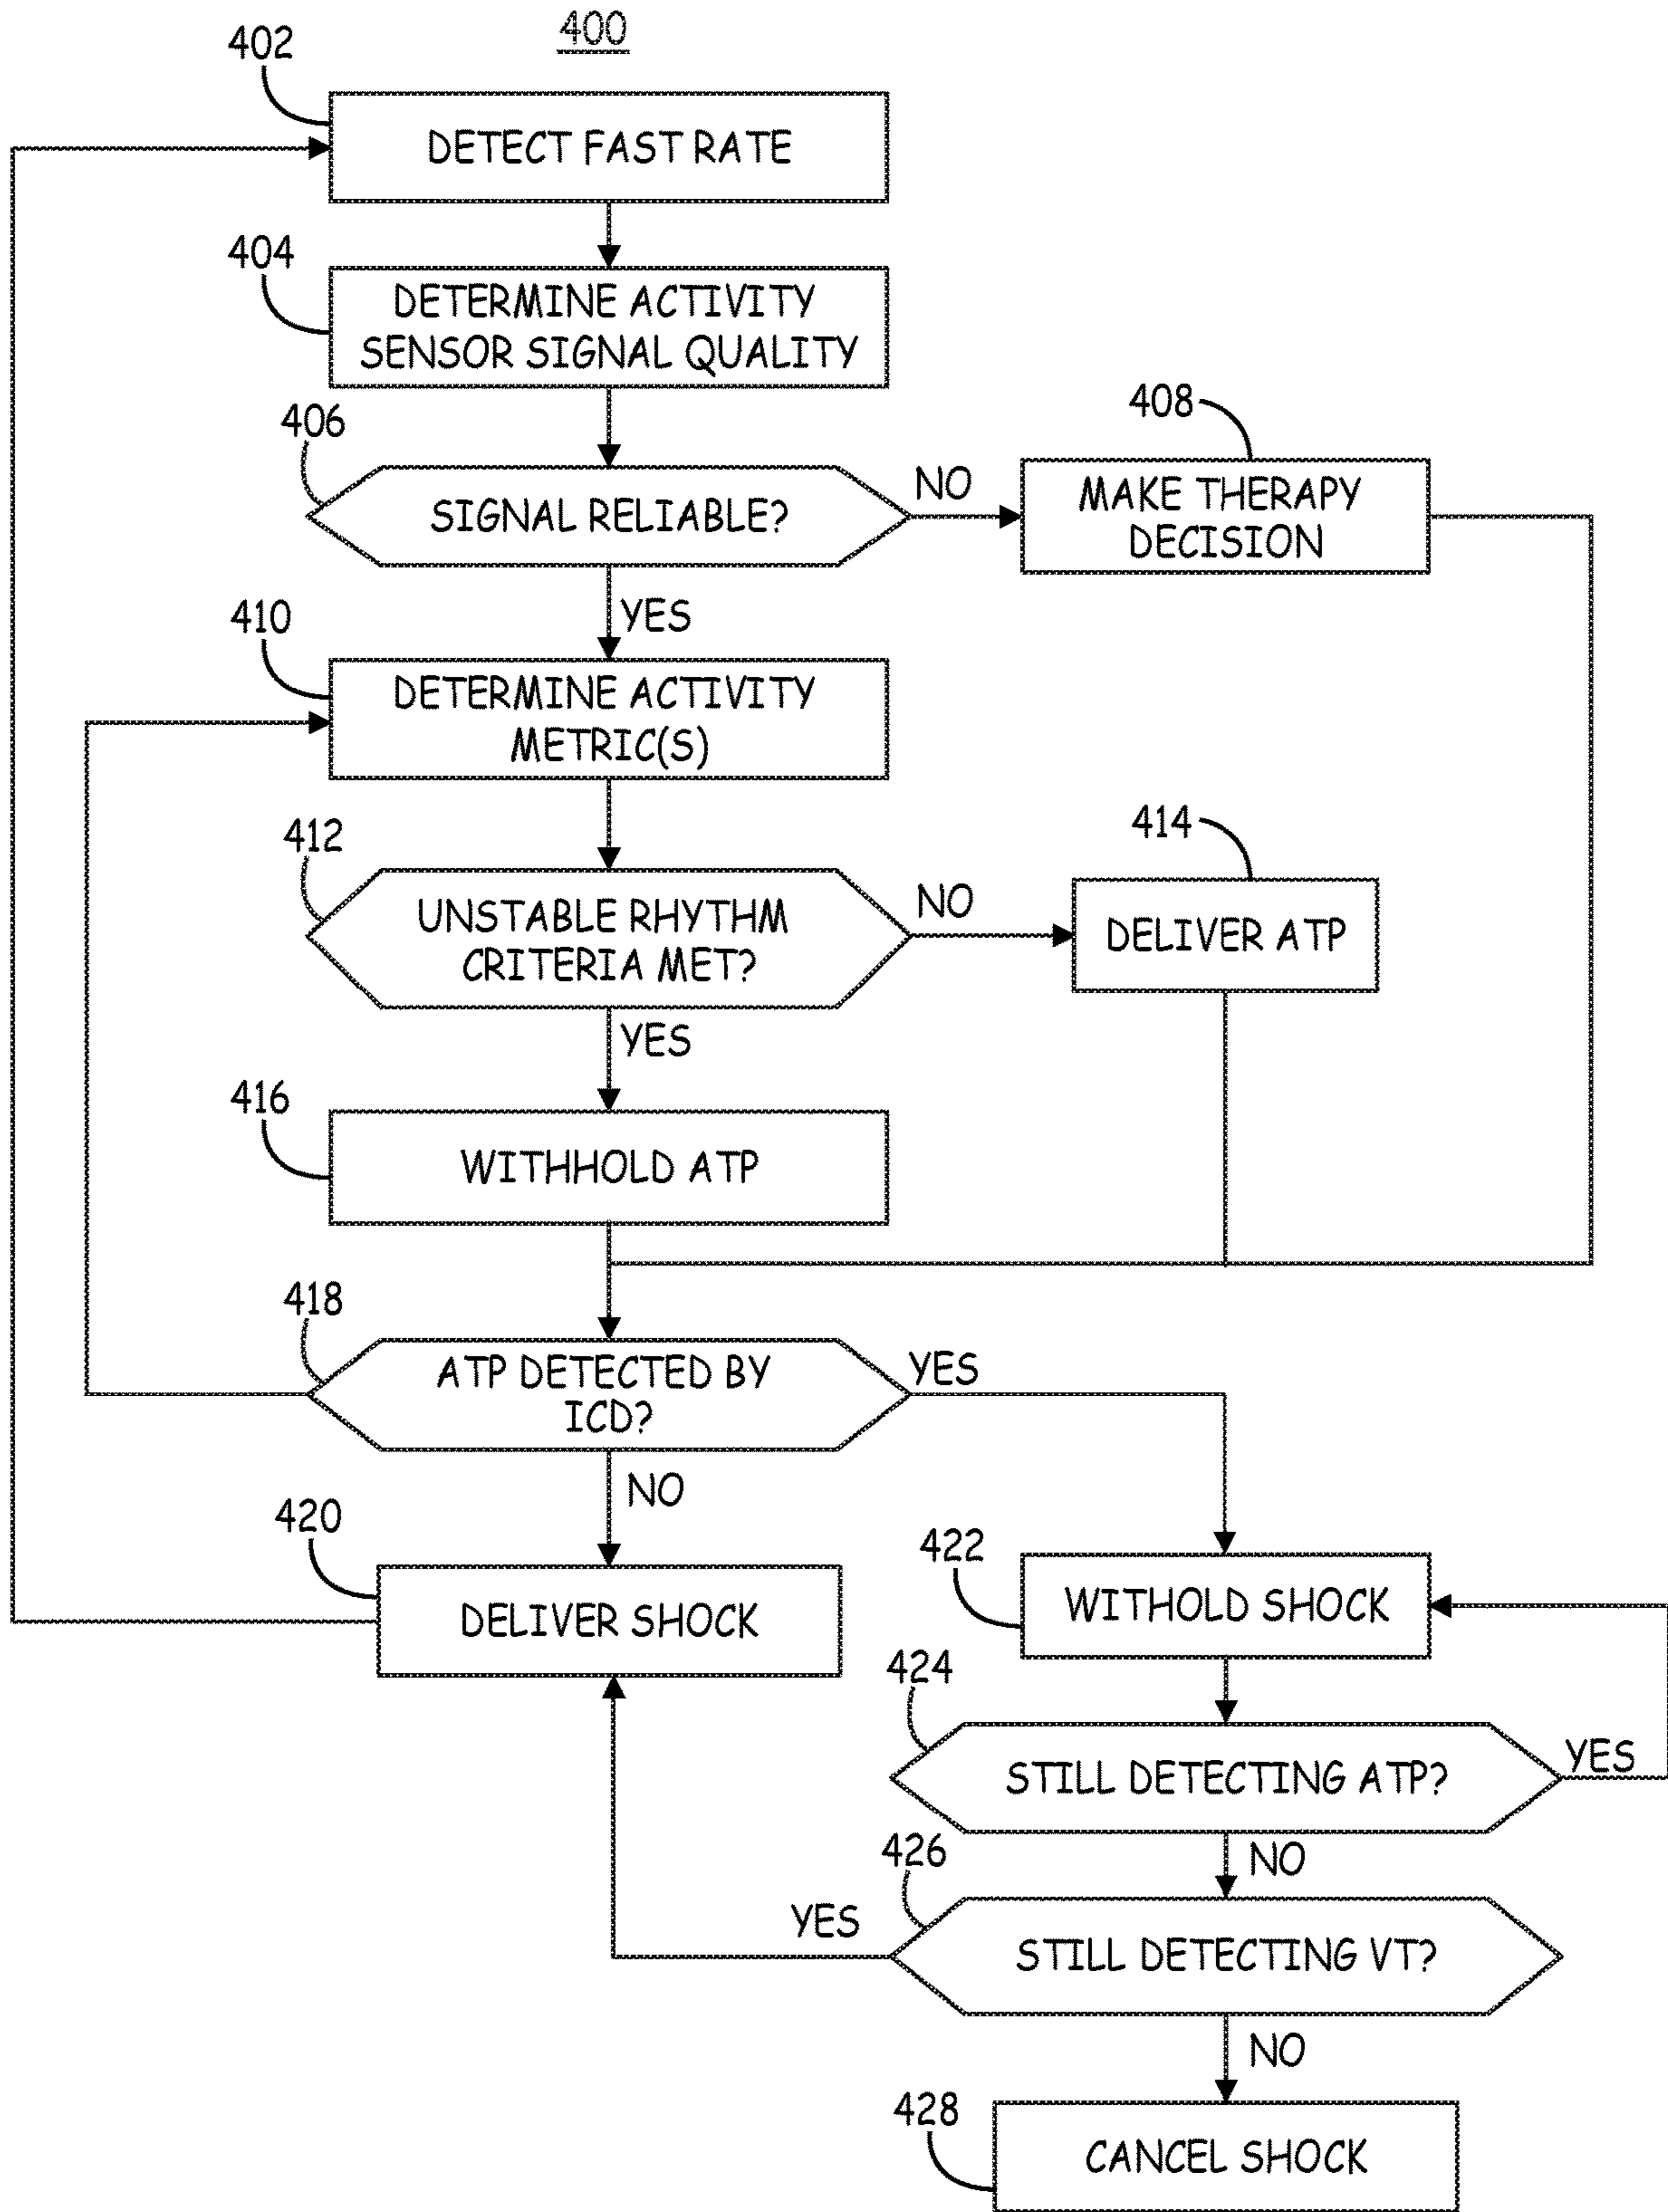 400
402
DETECT FAST RATE
404
DETERMINE ACTIVITY
SENSOR SIGNAL QUALITY
406
SIGNAL RELIABLE?
NO
408
MAKE THERAPY
DECISION
YES
410
DETERMINE ACTIVITY
METRIC(S)
412
UNSTABLE RHYTHM
CRITERIA MET?
NO
414
DELIVER ATP
YES
416
WITHHOLD ATP
418
ATP DETECTED BY
ICD?
YES
NO
420
DELIVER SHOCK
422
WITHOLD SHOCK
424
STILL DETECTING ATP?
YES
NO
426
STILL DETECTING VT?
YES
NO
428
CANCEL SHOCK